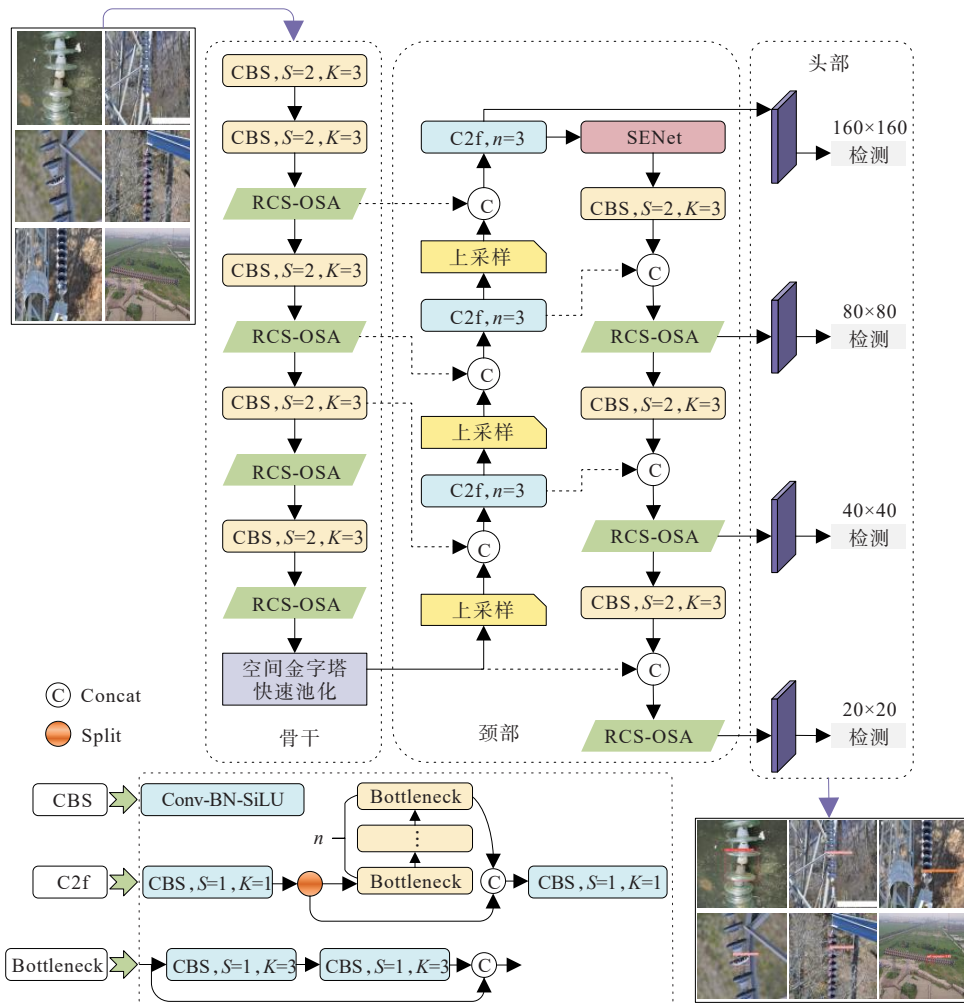 CBS,S=2,K=3
CBS,S=2,K=3
RCS-OSA
CBS,S=2,K=3
RCS-OSA
CBS,S=2,K=3
RCS-OSA
CBS,S=2,K=3
RCS-OSA
空间金字塔
快速池化
骨干
C2f,n=3
C
上采样
C2f,n=3
C
上采样
C2f,n=3
C
上采样
SENet
CBS,S=2,K=3
C
RCS-OSA
CBS,S=2,K=3
C
RCS-OSA
CBS,S=2,K=3
C
RCS-OSA
颈部
头部
160×160
检测
80×80
检测
40×40
检测
20×20
检测
C Concat
Split
CBS
Conv-BN-SiLU
C2f
CBS,S=1,K=1
n
Bottleneck
⋮
Bottleneck
C
CBS,S=1,K=1
Bottleneck
CBS,S=1,K=3
CBS,S=1,K=3
C